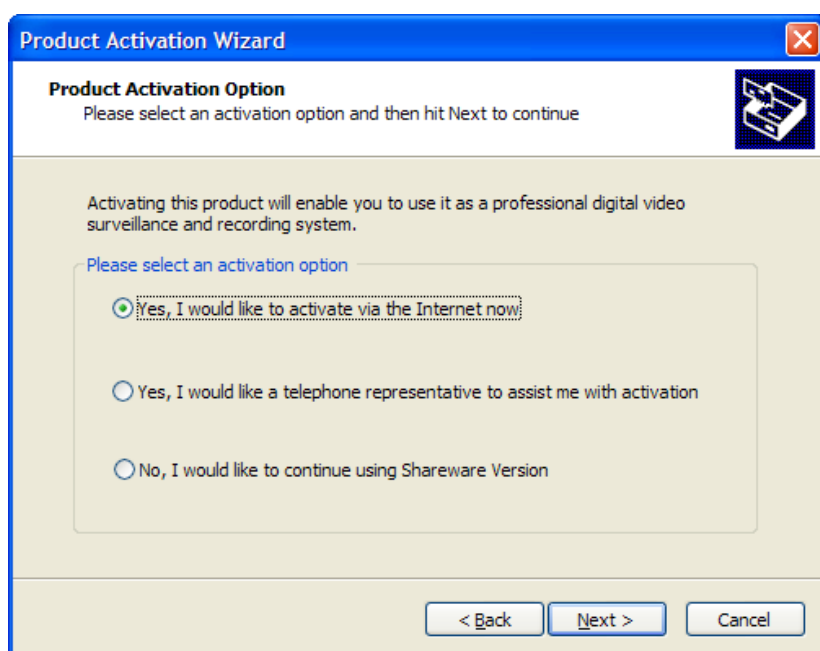 Product Activation Wizard
Product Activation Option
Please select an activation option and then hit Next to continue
Activating this product will enable you to use it as a professional digital video
surveillance and recording system.
Please select an activation option
Yes, I would like to activate via the Internet now
Yes, I would like a telephone representative to assist me with activation
No, I would like to continue using Shareware Version
< Back Next > Cancel